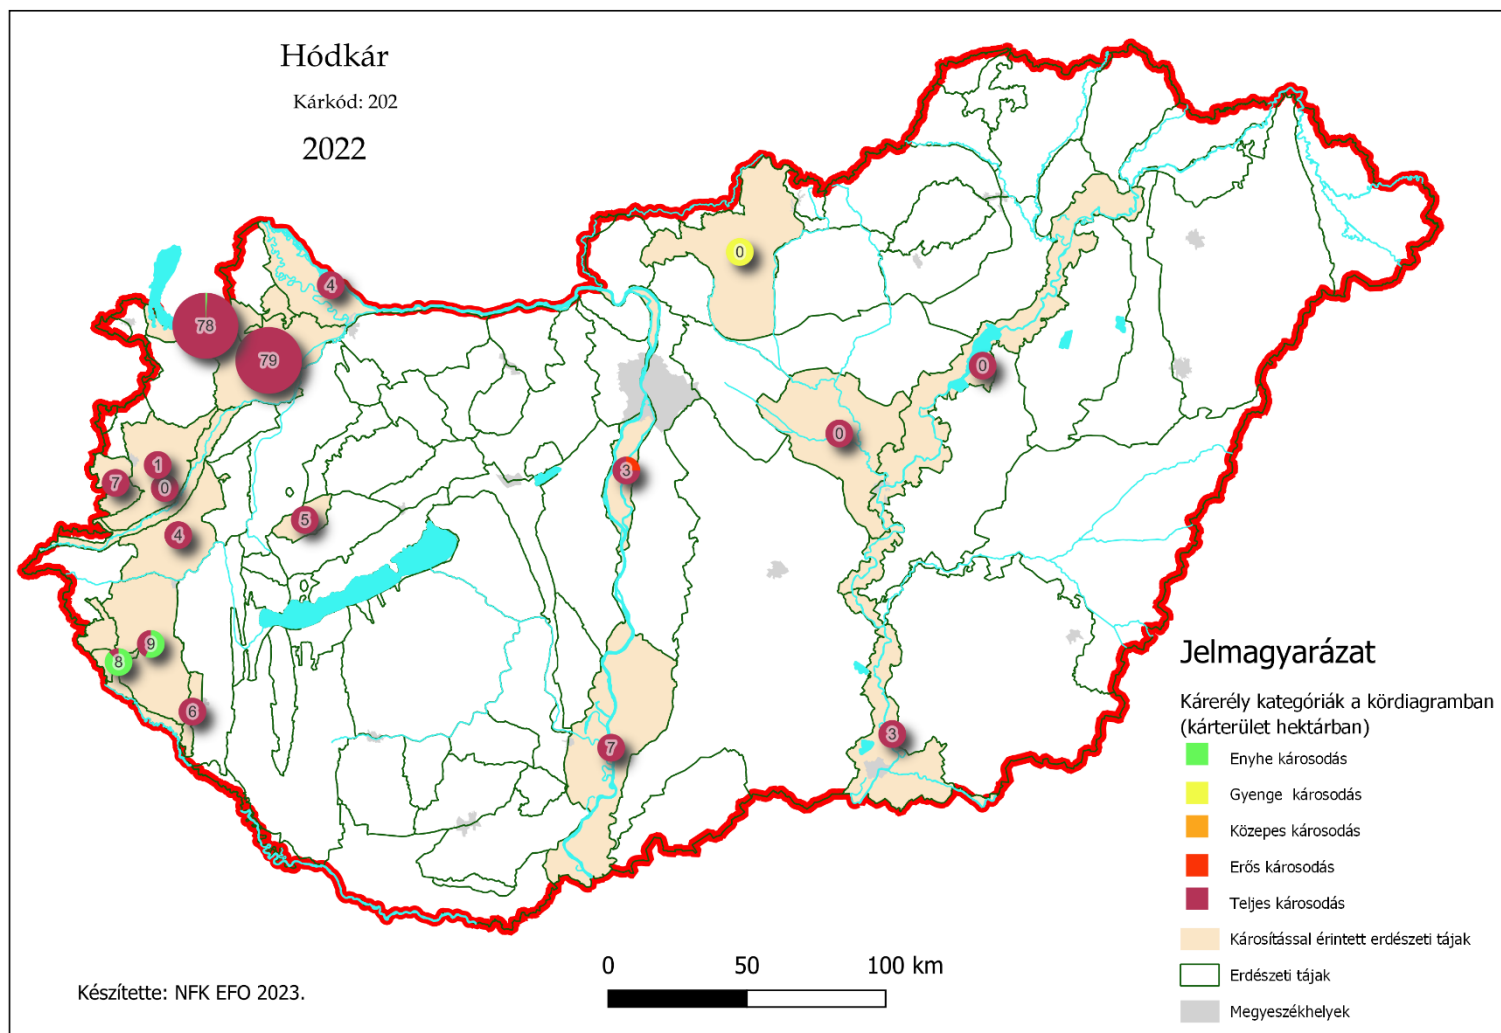 Hódkár
Kárkód: 202
2022
0
4
78
79
0
0
1
7
0
3
5
4
9
8
6
3
7
Jelmagyarázat
Kárerély kategóriák a kördiagramban
(kárterület hektárban)
Enyhe károsodás
Gyenge károsodás
Közepes károsodás
Erős károsodás
Teljes károsodás
Károsítással érintett erdészeti tájak
Erdészeti tájak
Megyeszékhelyek
0 50 100 km
Készítette: NFK EFO 2023.